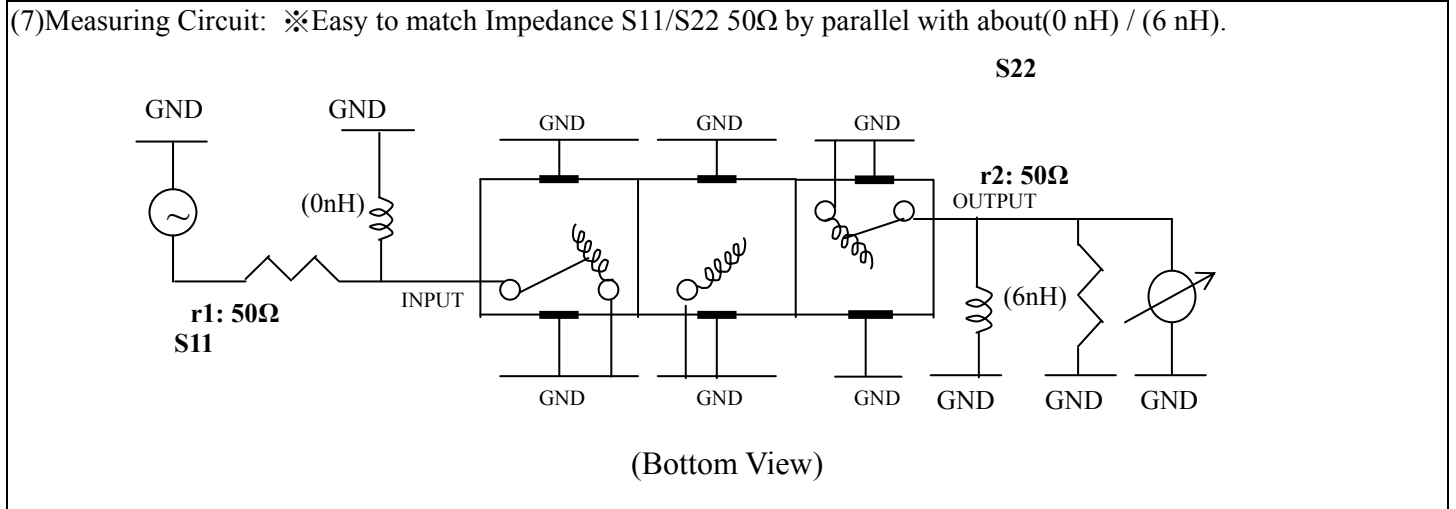 (7)Measuring Circuit: ※Easy to match Impedance S11/S22 50Ω by parallel with about(0 nH) / (6 nH).
S22
GND GND GND GND GND
r2: 50Ω
(0nH) OUTPUT
~
INPUT (6nH)
r1: 50Ω
S11
GND GND GND GND GND GND
(Bottom View)